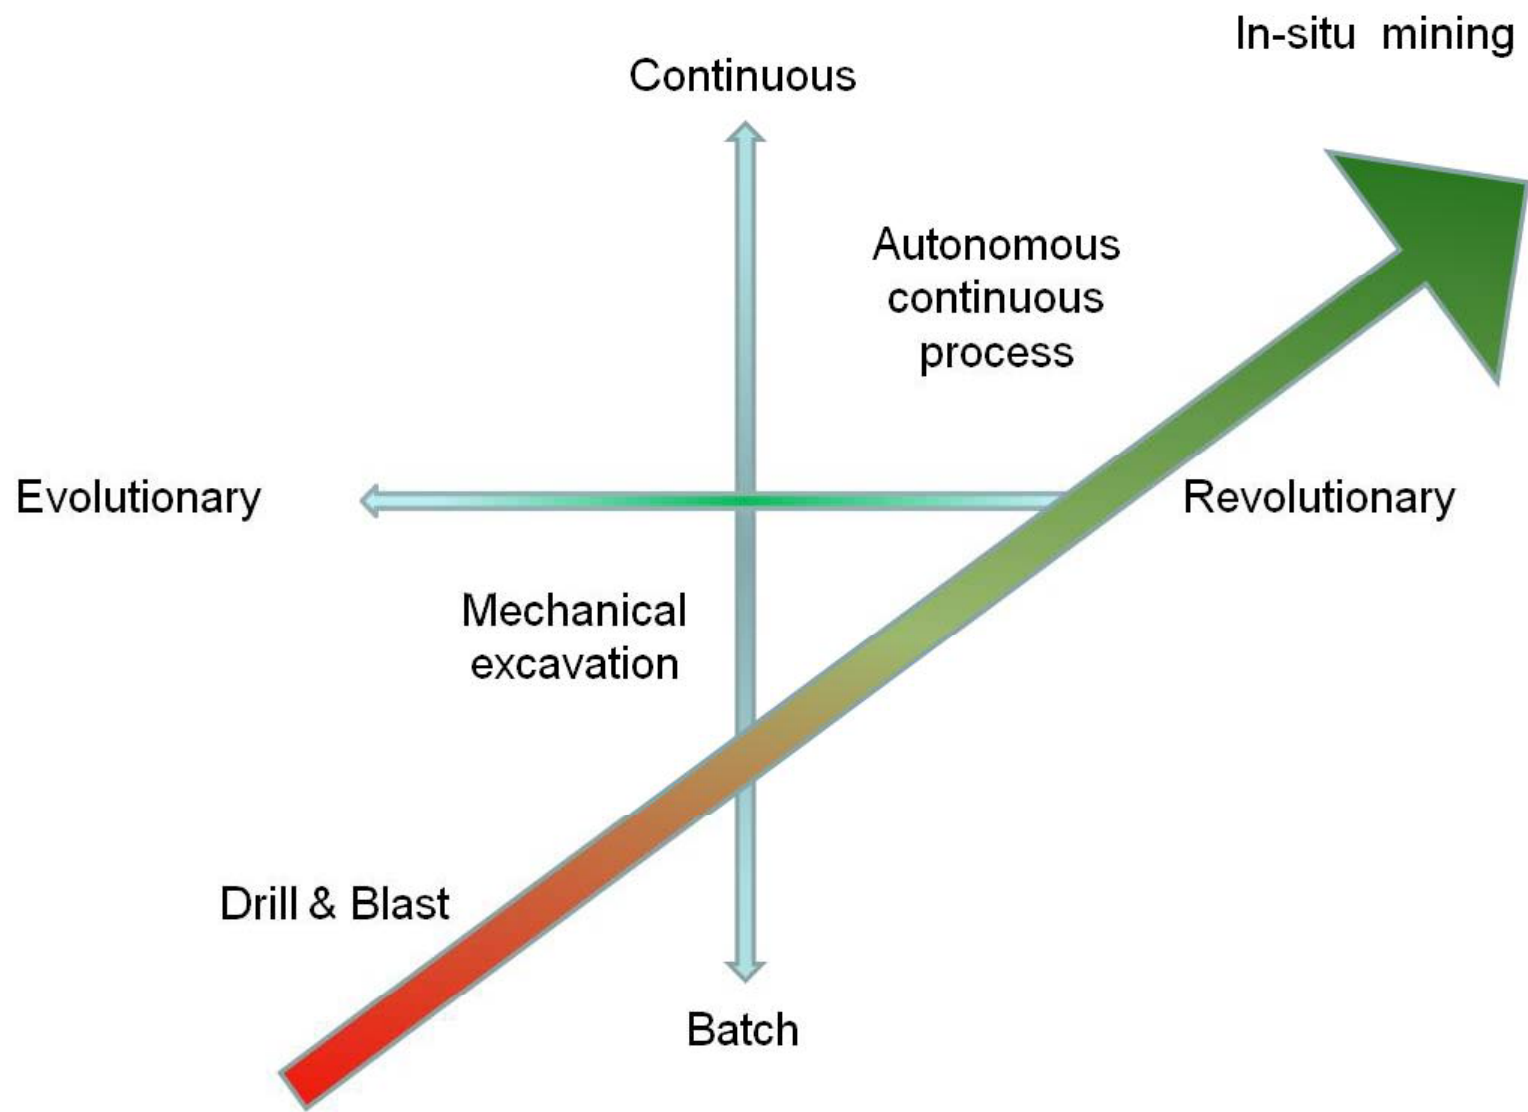 In-situ mining
Continuous
Autonomous
continuous
process
Evolutionary
Revolutionary
Mechanical
excavation
Drill & Blast
Batch